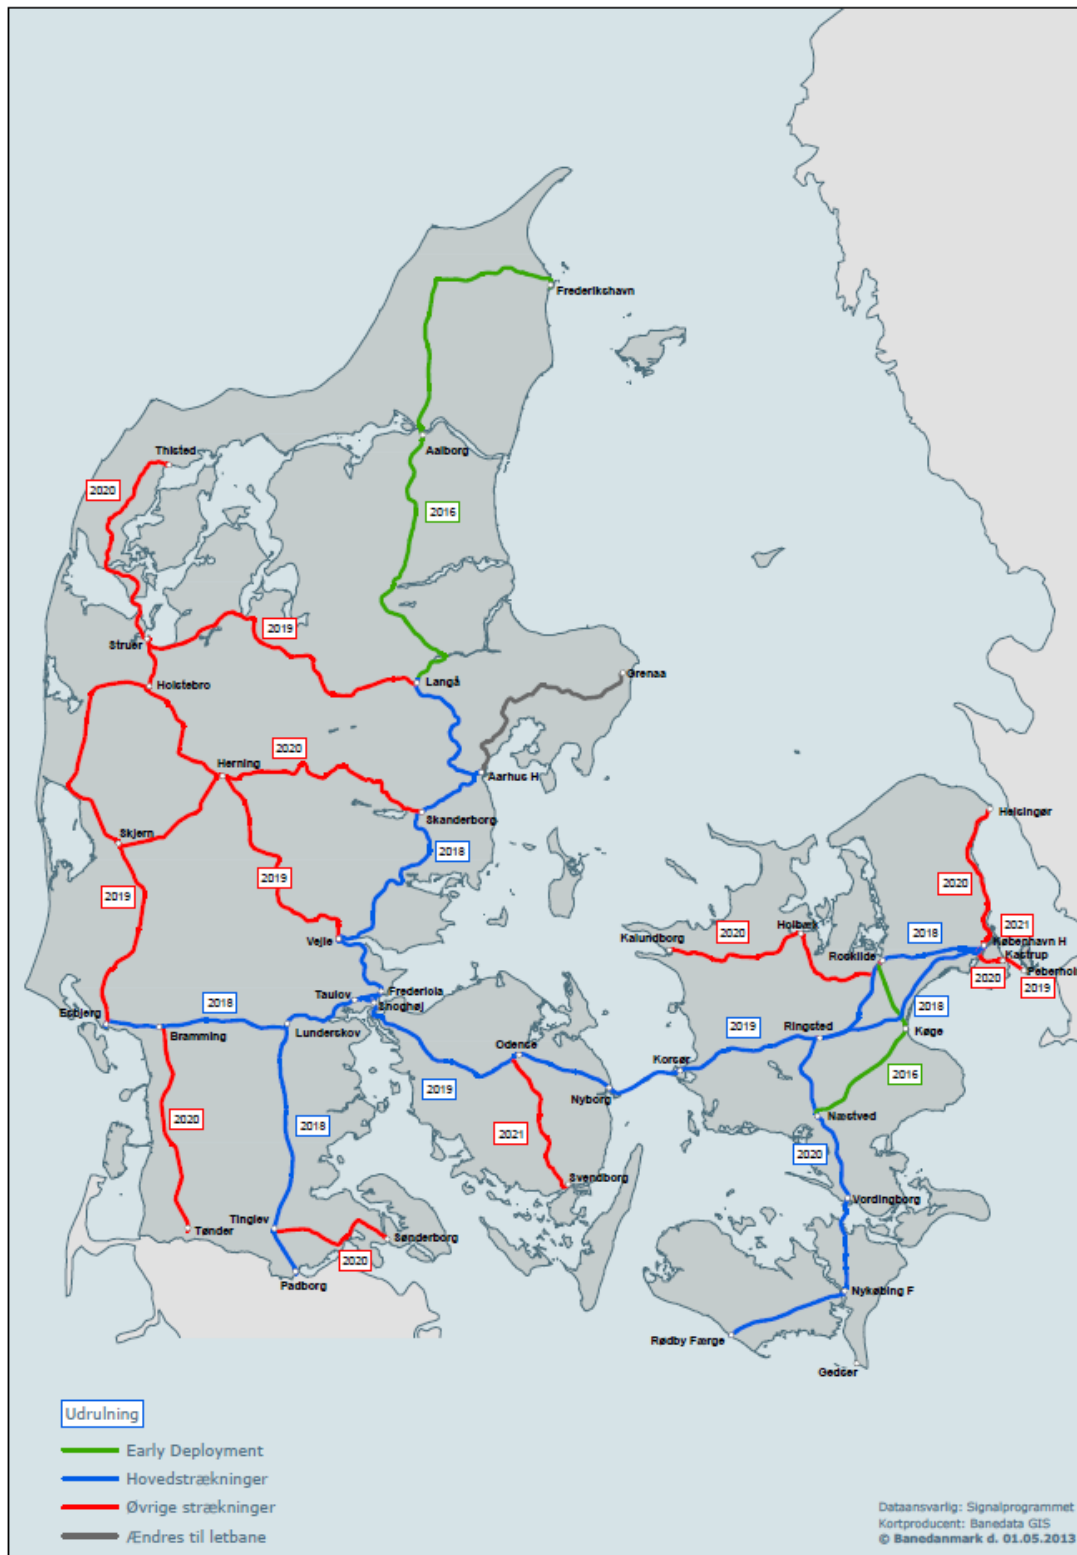 Frederikshavn
Aalborg
Thisted
2020
2016
Struer
2019
Holstebro
Langå
Grenaa
Herning
2020
Aarhus H
Skanderborg
Skjern
2018
2019
2019
Vejle
Helsingør
2020
2021
Kalundborg
2020
Holbæk
2018
København H
Roskilde
Kastrup
2020
Peberholm
2019
Fredericia
Taulov
Snoghøj
Esbjerg
2018
Bramming
Lunderskov
2018
Ringsted
Køge
2019
Odense
Korsør
2019
Nyborg
2016
Næstved
2020
2018
2021
2020
Svendborg
Vordingborg
Tønder
Tinglev
Sønderborg
2020
Padborg
Nykøbing F
Rødby Færge
Gedser
Udrulning
Early Deployment
Hovedstrækninger
Øvrige strækninger
Ændres til letbane
Dataansvarlig: Signalprogrammet
Kortproducent: Banedata GIS
© Banedanmark d. 01.05.2013